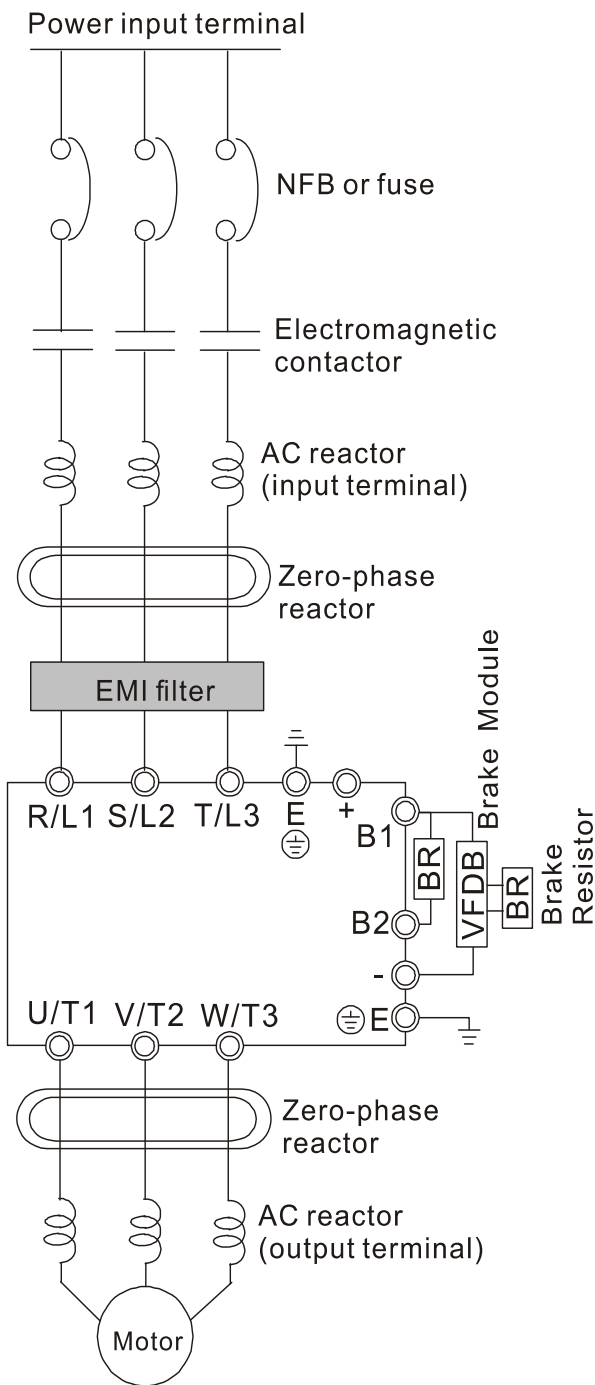 Power input terminal
NFB or fuse
Electromagnetic
contactor
AC reactor
(input terminal)
Zero-phase
reactor
EMI filter
R/L1 S/L2 T/L3 E +
B1
BR
VFDB
BR
Brake Module
Brake
Resistor
B2
-
E
U/T1 V/T2 W/T3
Zero-phase
reactor
AC reactor
(output terminal)
Motor